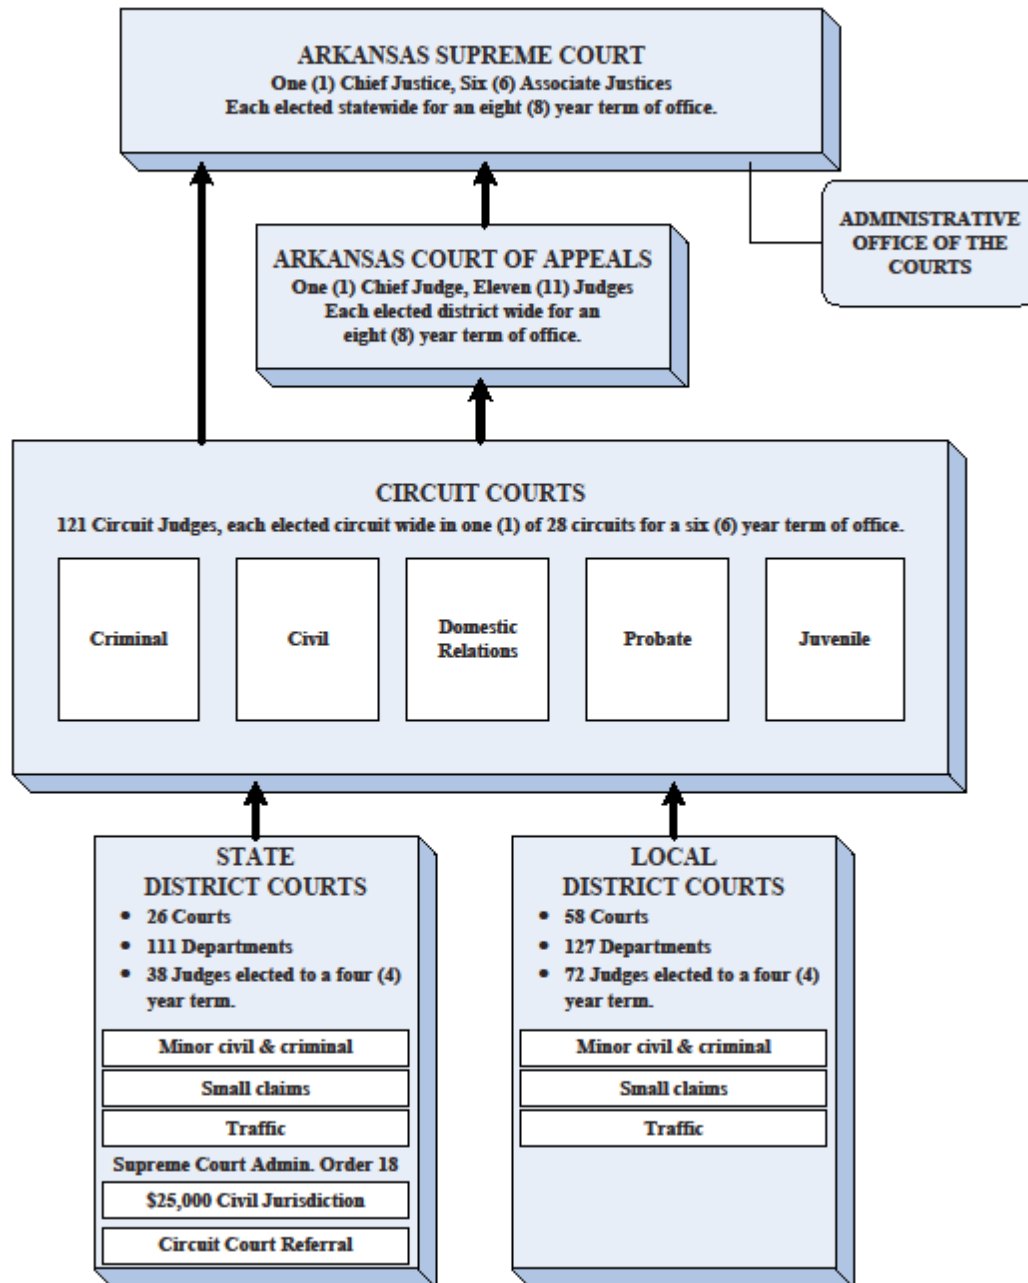 ARKANSAS SUPREME COURT
One (1) Chief Justice, Six (6) Associate Justices
Each elected statewide for an eight (8) year term of office.
ADMINISTRATIVE
OFFICE OF THE
COURTS
ARKANSAS COURT OF APPEALS
One (1) Chief Judge, Eleven (11) Judges
Each elected district wide for an
eight (8) year term of office.
CIRCUIT COURTS
121 Circuit Judges, each elected circuit wide in one (1) of 28 circuits for a six (6) year term of office.
Criminal
Civil
Domestic
Relations
Probate
Juvenile
STATE
DISTRICT COURTS
• 26 Courts
• 111 Departments
• 38 Judges elected to a four (4)
year term.
Minor civil & criminal
Small claims
Traffic
Supreme Court Admin. Order 18
$25,000 Civil Jurisdiction
Circuit Court Referral
LOCAL
DISTRICT COURTS
• 58 Courts
• 127 Departments
• 72 Judges elected to a four (4)
year term.
Minor civil & criminal
Small claims
Traffic